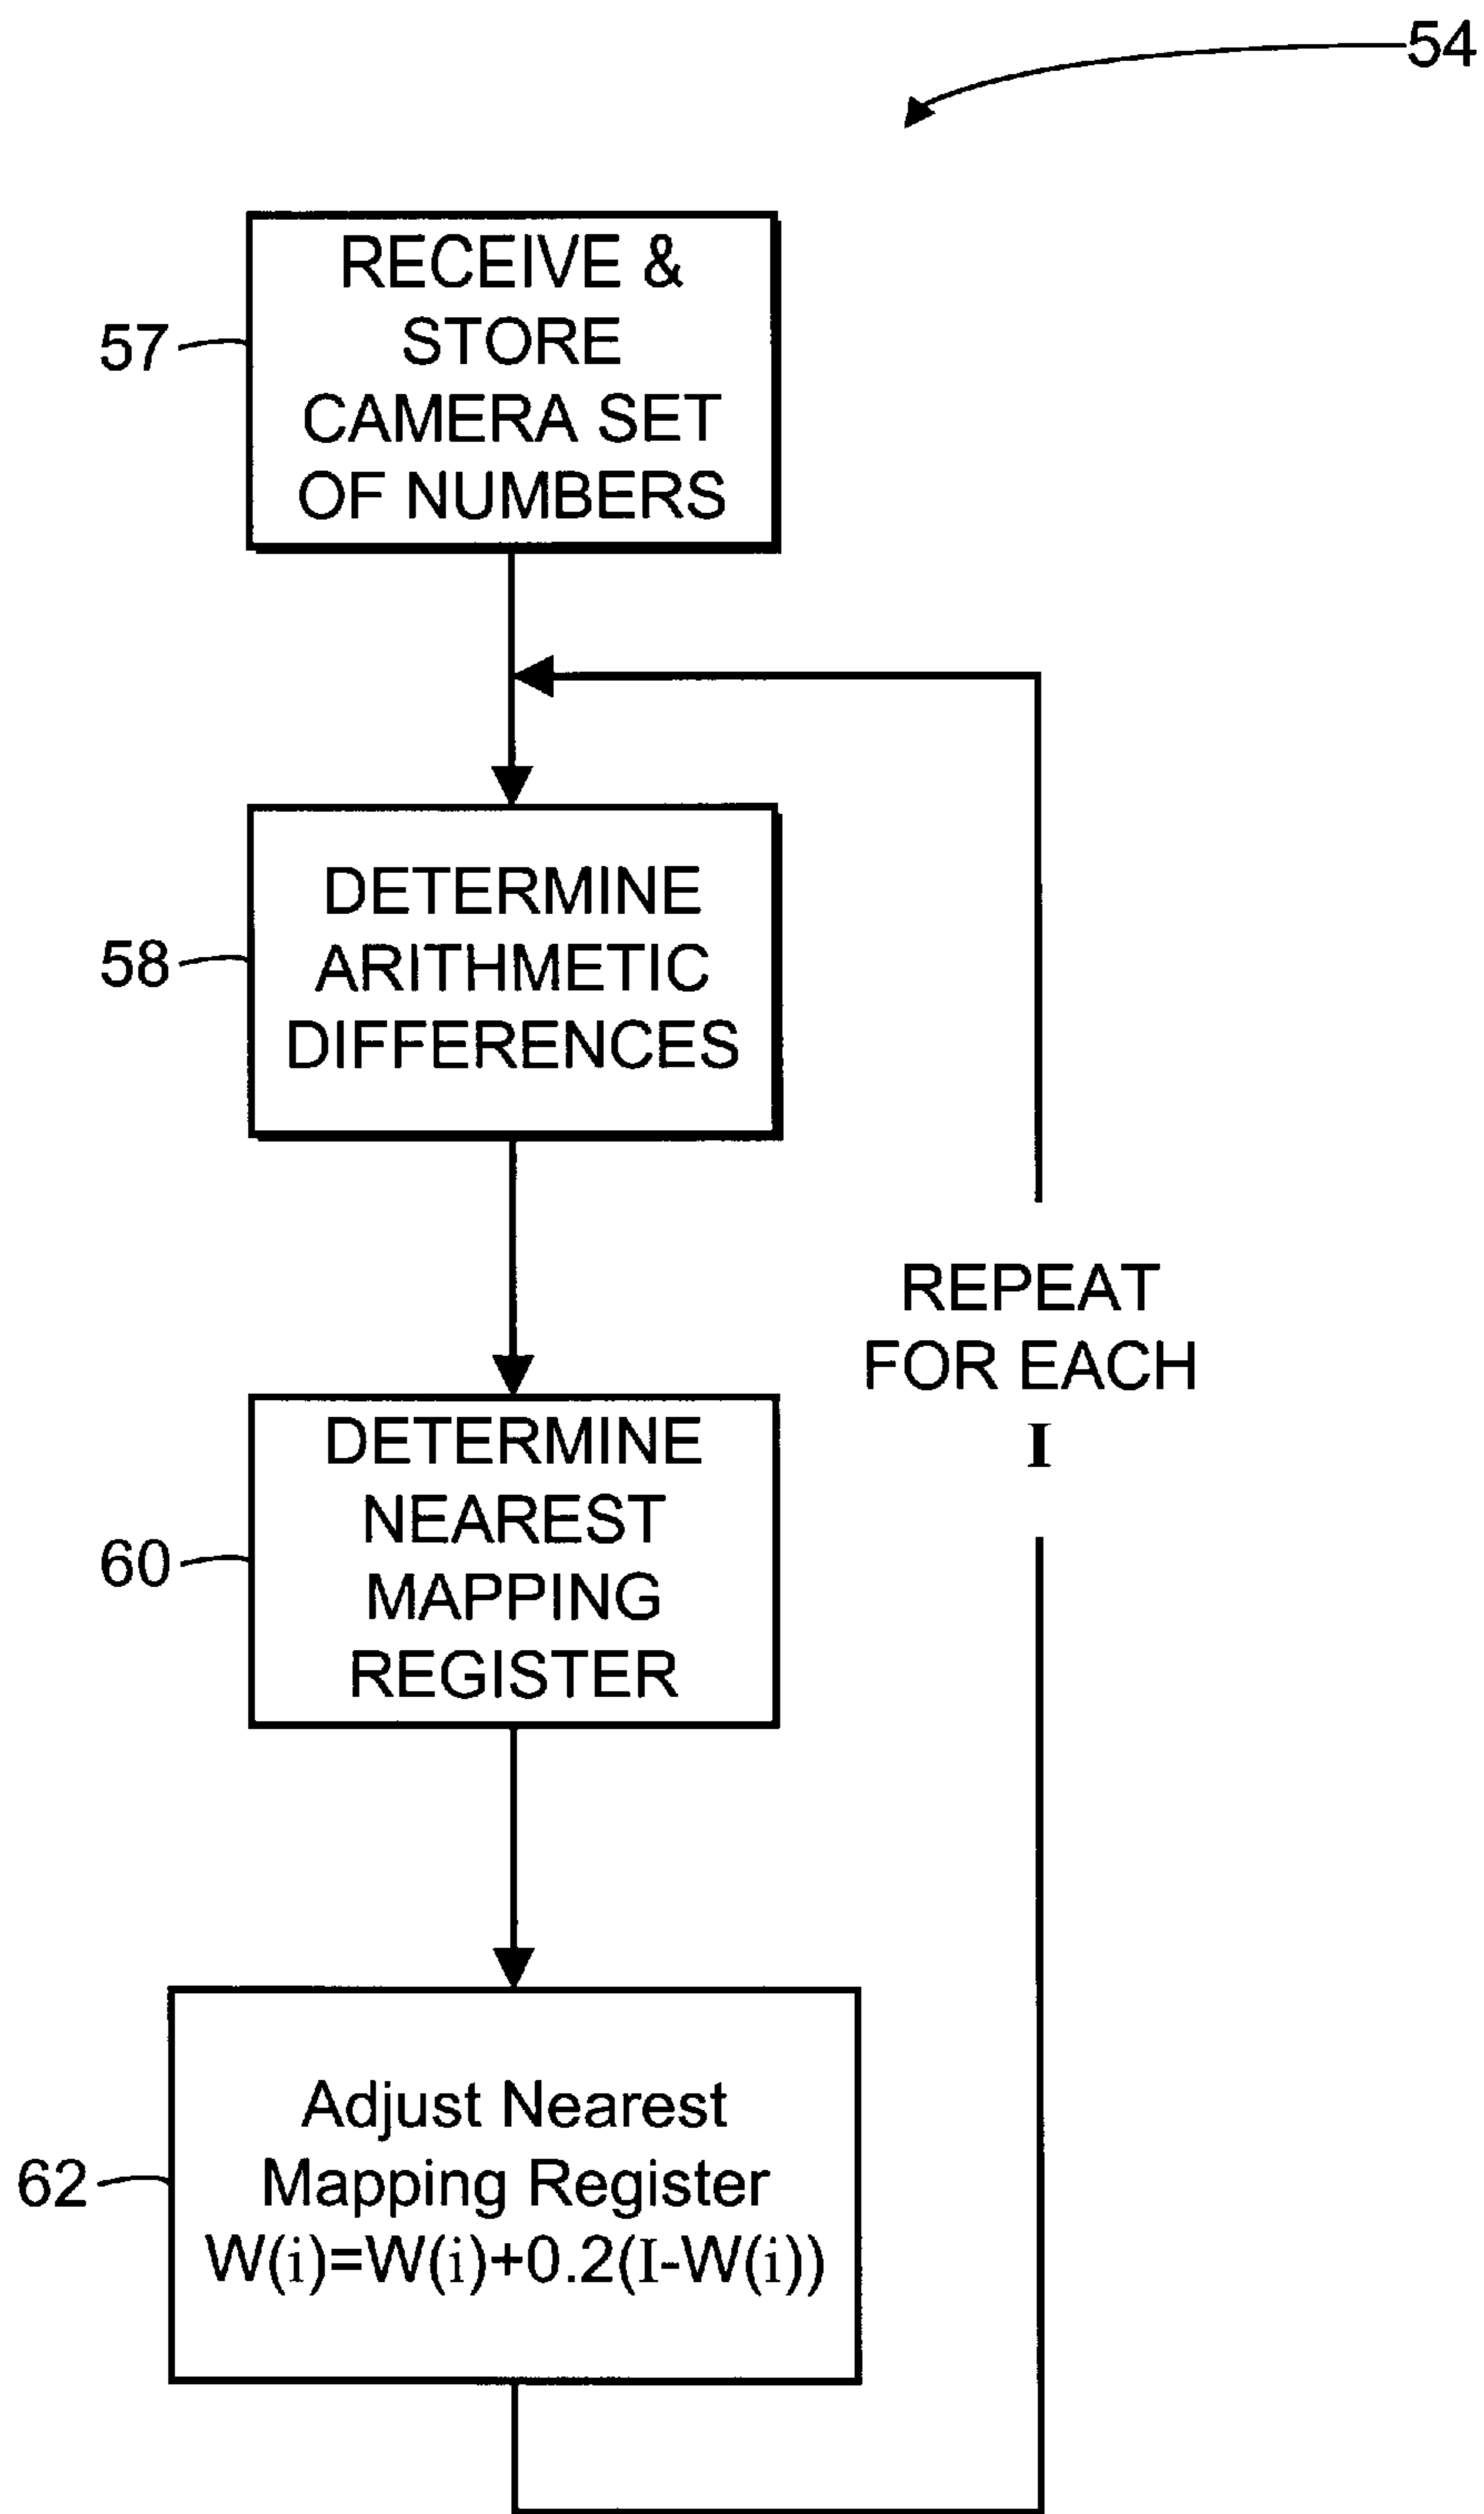 54
RECEIVE &
STORE
CAMERA SET
OF NUMBERS
57
DETERMINE
ARITHMETIC
DIFFERENCES
58
REPEAT
FOR EACH
I
DETERMINE
NEAREST
MAPPING
REGISTER
60
Adjust Nearest
Mapping Register
W(i)=W(i)+0.2(I-W(i))
62